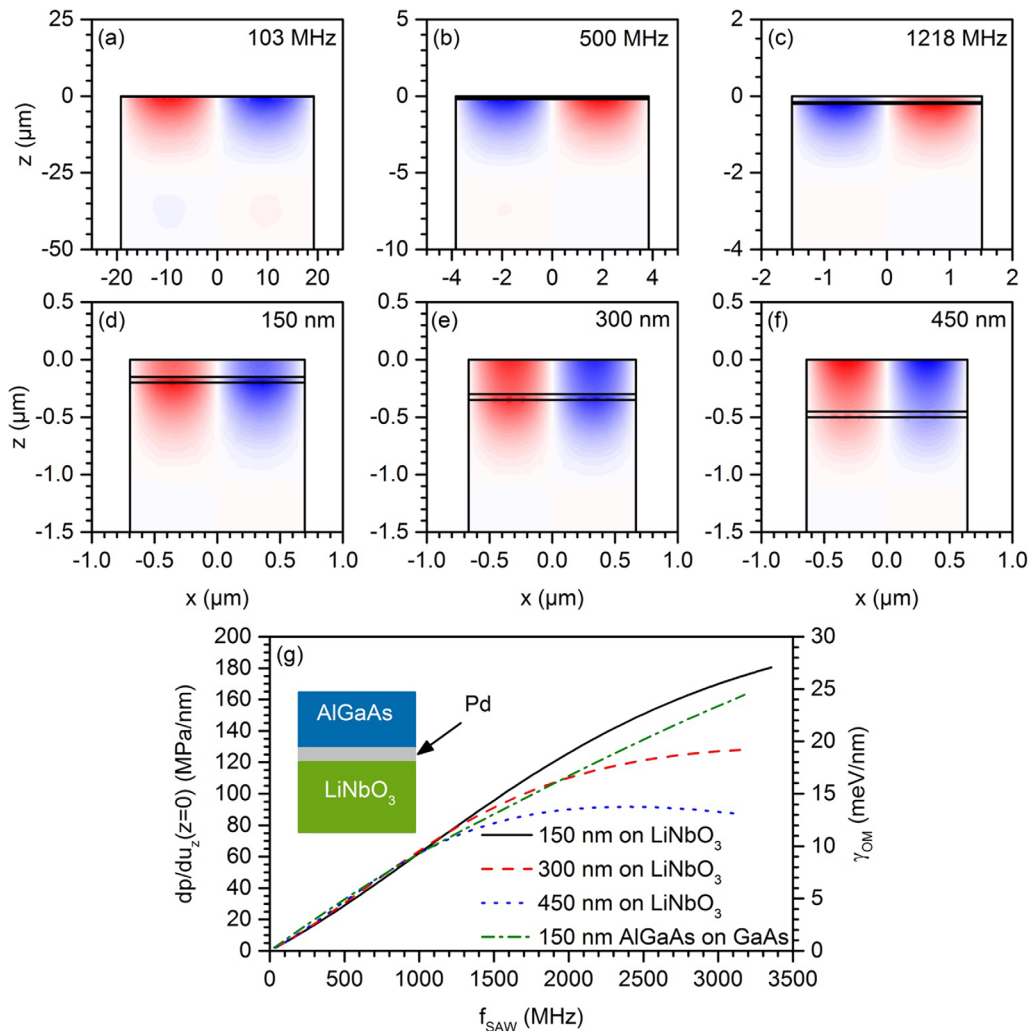 (a) 103 MHz
(b) 500 MHz
(c) 1218 MHz
25
0
-25
-50
5
0
-5
-10
2
0
-2
-4
z (µm)
-20 -10 0 10 20
-4 -2 0 2 4
-2 -1 0 1 2
(d) 150 nm
(e) 300 nm
(f) 450 nm
0.5
0.0
-0.5
-1.0
-1.5
0.5
0.0
-0.5
-1.0
-1.5
0.5
0.0
-0.5
-1.0
-1.5
z (µm)
-1.0 -0.5 0.0 0.5 1.0
-1.0 -0.5 0.0 0.5 1.0
-1.0 -0.5 0.0 0.5 1.0
x (µm)
x (µm)
x (µm)
(g)
200
180
160
140
120
100
80
60
40
20
0
dp/du_z(z=0) (MPa/nm)
AlGaAs
Pd
LiNbO₃
150 nm on LiNbO₃
300 nm on LiNbO₃
450 nm on LiNbO₃
150 nm AlGaAs on GaAs
30
25
20
15
10
5
0
γ_OM (meV/nm)
0 500 1000 1500 2000 2500 3000 3500
f_SAW (MHz)